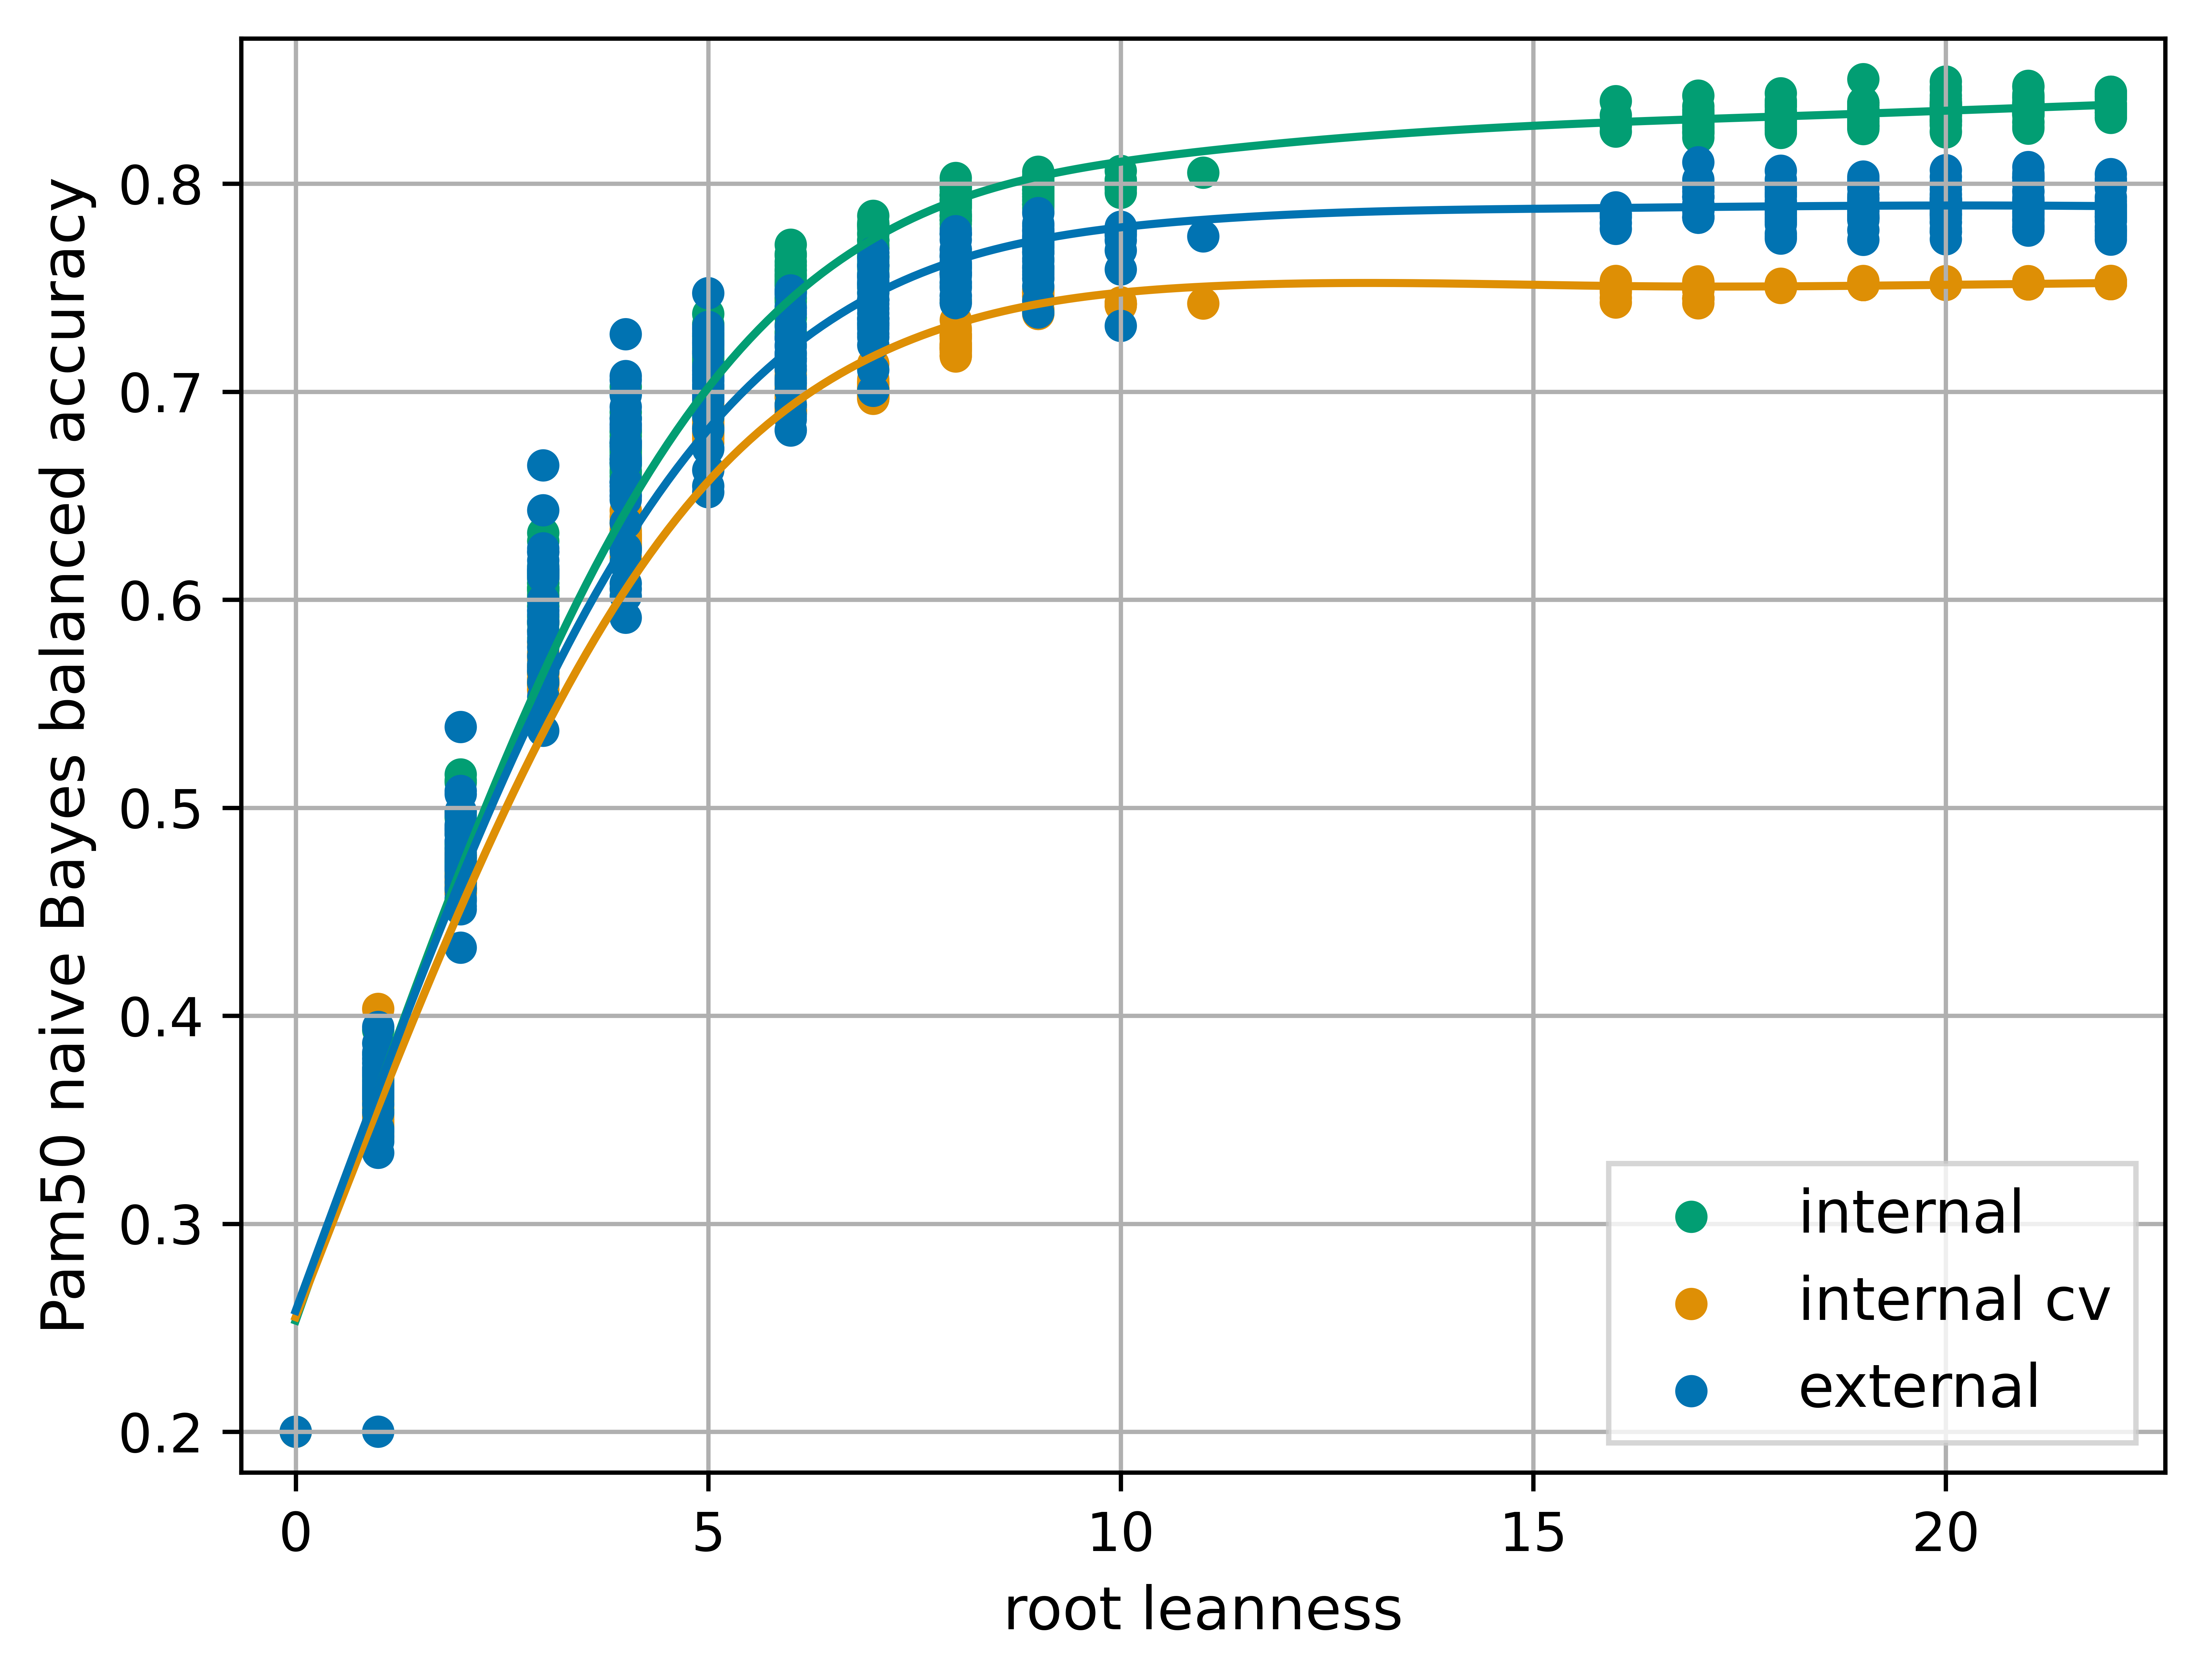 Pam50 naive Bayes balanced accuracy
0.8
0.7
0.6
0.5
0.4
0.3
0.2
internal
internal cv
external
0 5 10 15 20
root leanness